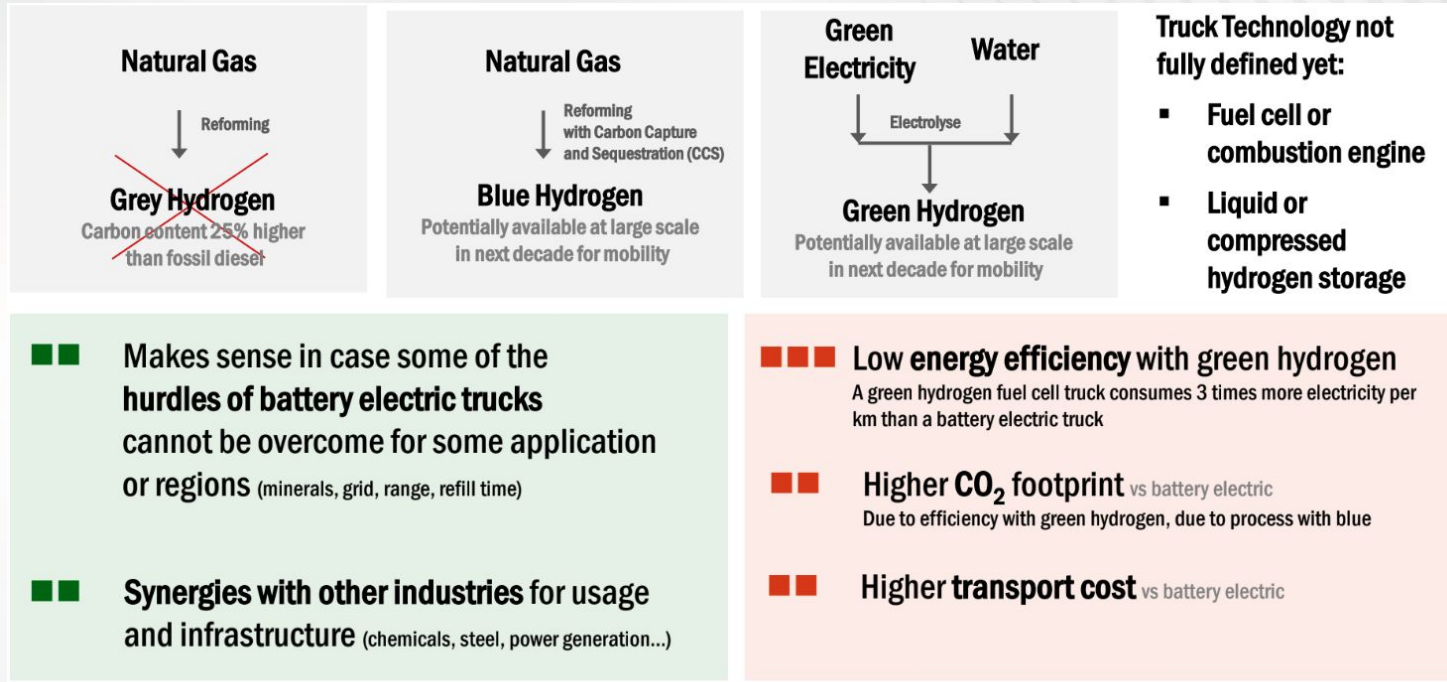 Natural Gas
Reforming
Grey Hydrogen
Carbon content 25% higher
than fossil diesel
Natural Gas
Reforming
with Carbon Capture
and Sequestration (CCS)
Blue Hydrogen
Potentially available at large scale
in next decade for mobility
Green
Electricity
Water
Electrolyse
Green Hydrogen
Potentially available at large scale
in next decade for mobility
Truck Technology not
fully defined yet:
▪ Fuel cell or
combustion engine
▪ Liquid or
compressed
hydrogen storage
Makes sense in case some of the
hurdles of battery electric trucks
cannot be overcome for some application
or regions (minerals, grid, range, refill time)
Synergies with other industries for usage
and infrastructure (chemicals, steel, power generation...)
Low energy efficiency with green hydrogen
A green hydrogen fuel cell truck consumes 3 times more electricity per
km than a battery electric truck
Higher CO₂ footprint vs battery electric
Due to efficiency with green hydrogen, due to process with blue
Higher transport cost vs battery electric